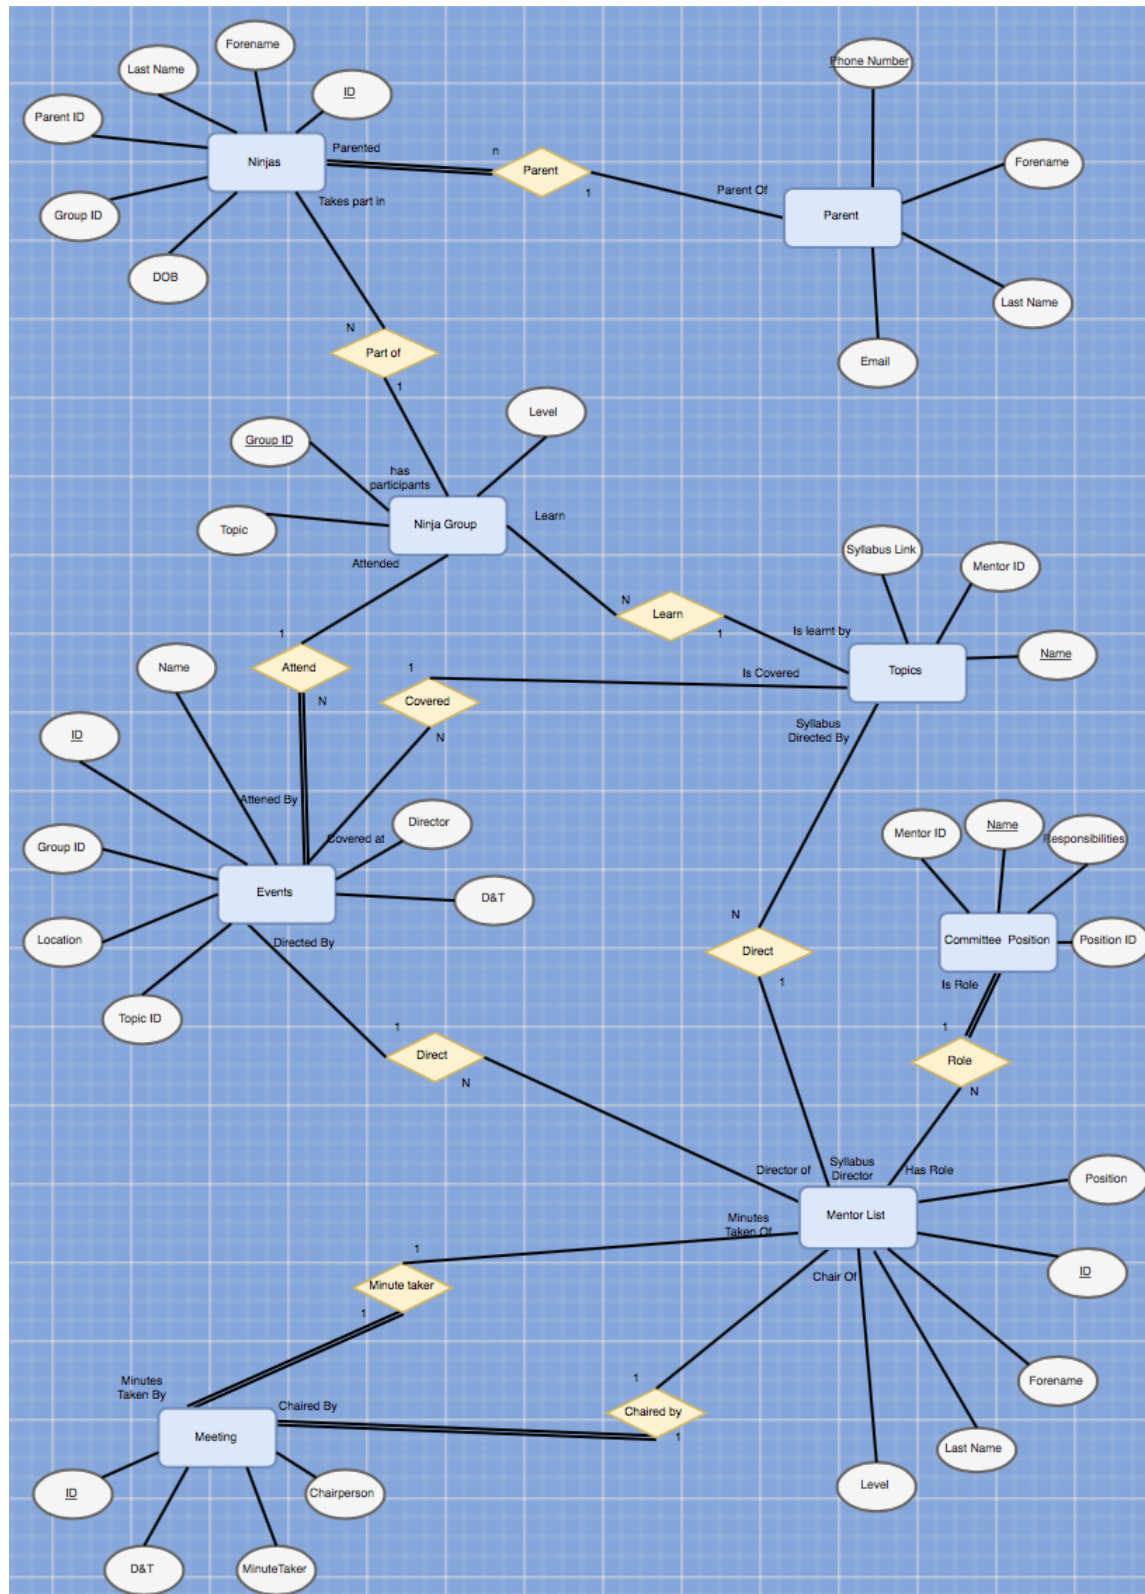 Forename
Last Name
ID
Parent ID
Ninjas
Parented
n
Parent
1
Takes part in
Group ID
DOB
Phone Number
Forename
Parent Of
Parent
Last Name
Email
N
Part of
1
Level
Group ID
has
participants
Ninja Group
Learn
Topic
Attended
Syllabus Link
Mentor ID
N
Learn
1
Is learnt by
Name
Topics
Is Covered
1
Attend
N
Name
1
Covered
N
ID
Syllabus
Directed By
Attened By
Covered at
Director
Group ID
Events
D&T
Location
Directed By
Topic ID
Mentor ID
Name
Responsibilities
Committee Position
Position ID
Is Role
N
Direct
1
1
Role
N
1
Direct
N
Director of
Syllabus
Director
Has Role
Position
Minutes
Taken Of
Mentor List
Chair Of
ID
1
Minute taker
1
Minutes
Taken By
Chaired By
1
Chaired by
1
Forename
Last Name
Level
Meeting
ID
Chairperson
D&T
MinuteTaker